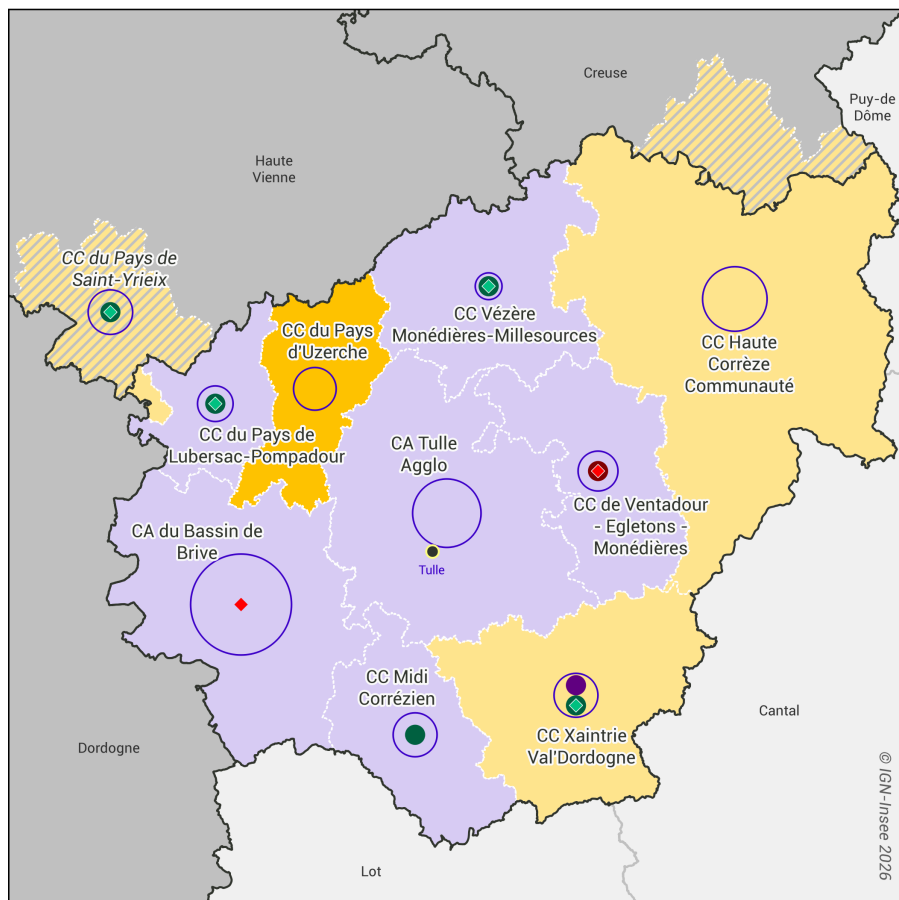 Creuse
Puy-de
Dôme
Haute
Vienne
CC du Pays de
Saint-Yrieix
CC Vézère
Monédières-Millesources
CC du Pays
d'Uzerche
CC Haute
Corrèze
Communauté
CC du Pays de
Lubersac-Pompadour
CA Tulle
Agglo
CC de Ventadour
- Egletons -
Monédières
CA du Bassin de
Brive
Tulle
CC Midi
Corrézien
CC Xaintrie
Val'Dordogne
Cantal
Dordogne
Lot
© IGN-Insee 2026